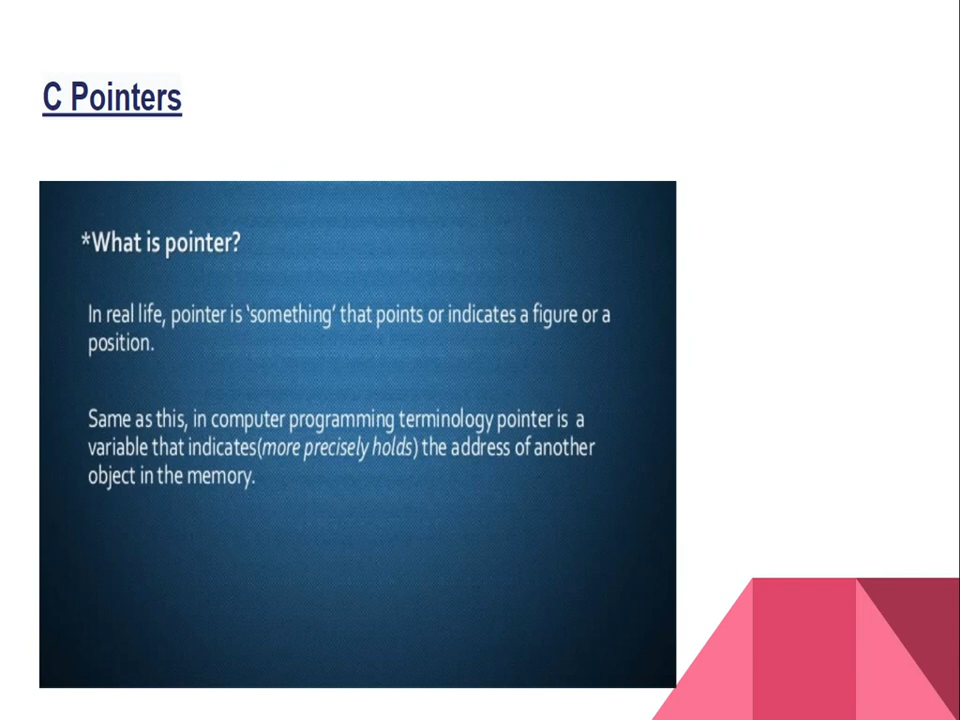 C Pointers
*What is pointer?
In real life, pointer is ‘something’ that points or indicates a figure or a
position.
Same as this, in computer programming terminology pointer is a
variable that indicates(more precisely holds) the address of another
object in the memory.